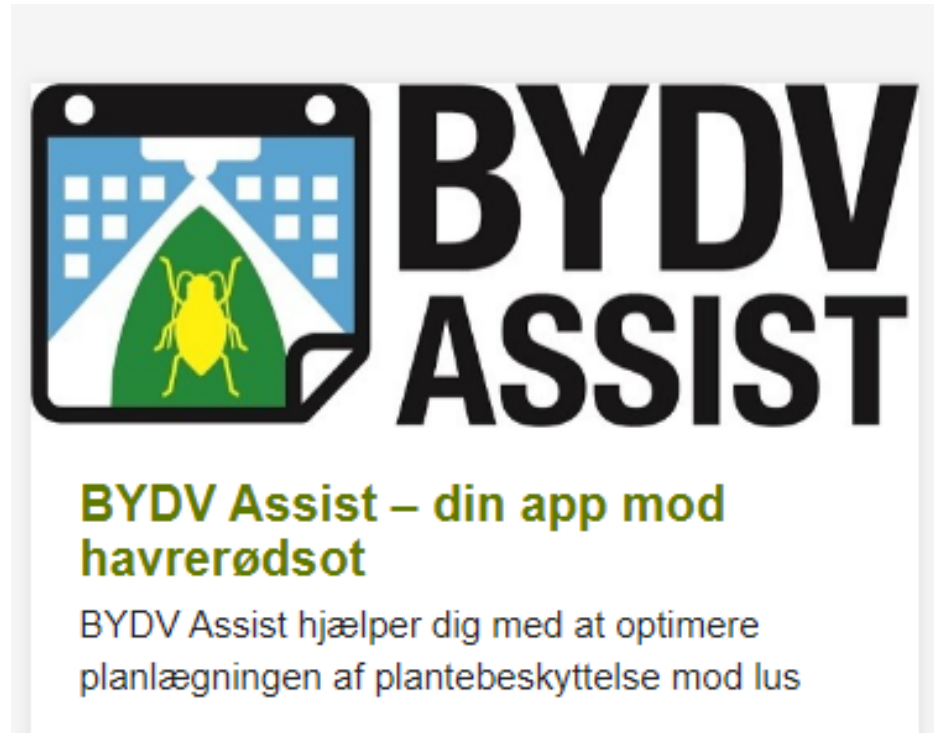 BYDV
ASSIST
BYDV Assist – din app mod
havrerødsot
BYDV Assist hjælper dig med at optimere
planlægningen af plantebeskyttelse mod lus